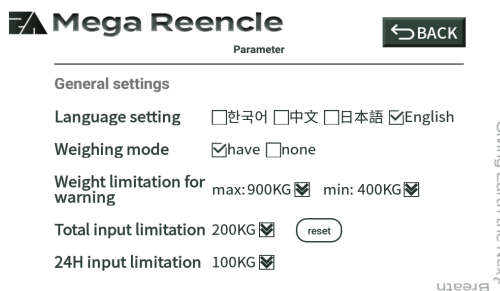 Mega Reencle
BACK
Parameter
General settings
Language setting 한국어 中文 日本語 English
Weighing mode have none
Weight limitation for warning max: 900KG min: 400KG
Total input limitation 200KG reset
24H input limitation 100KG
Breath